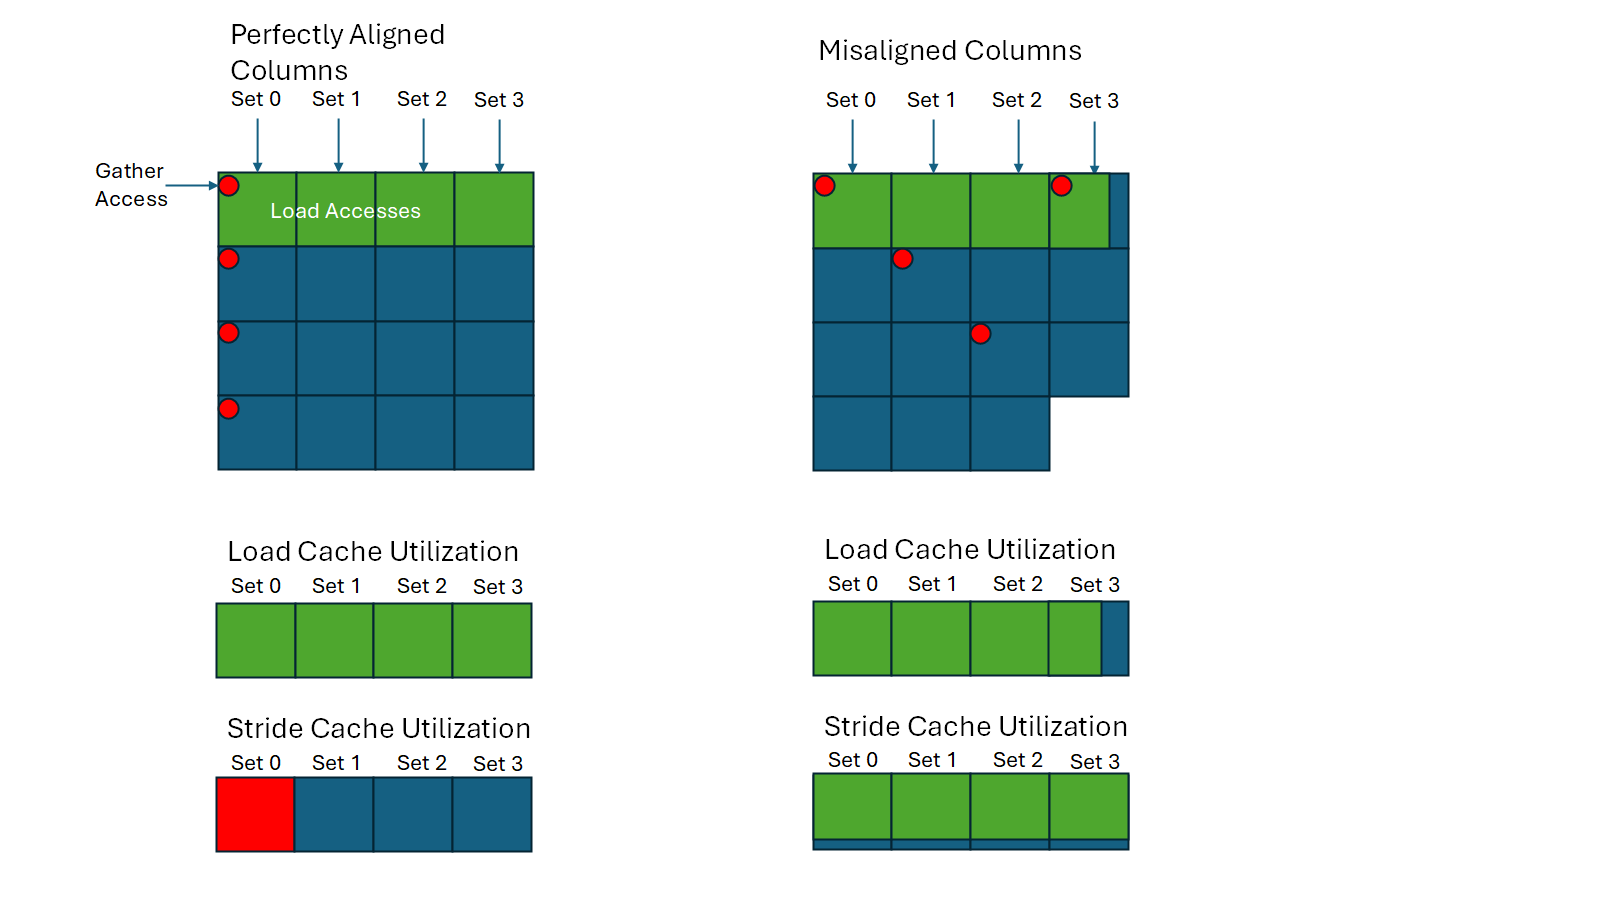 Perfectly Aligned
Columns
Set 0 Set 1 Set 2 Set 3
Gather
Access
Load Accesses
Misaligned Columns
Set 0 Set 1 Set 2 Set 3
Load Cache Utilization
Set 0 Set 1 Set 2 Set 3
Stride Cache Utilization
Set 0 Set 1 Set 2 Set 3
Load Cache Utilization
Set 0 Set 1 Set 2 Set 3
Stride Cache Utilization
Set 0 Set 1 Set 2 Set 3